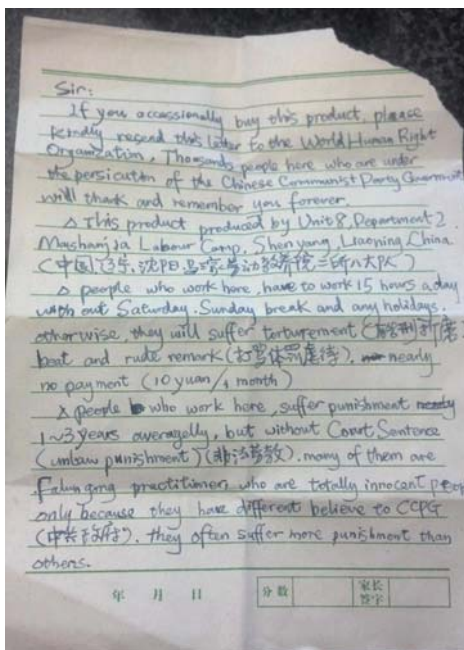 Sir:
If you occassionally buy this product, please
kindly resend this letter to the World Human Right
Organization. Thousands people here who are under
the persicution of the Chinese Communist Party Government
will thank and remember you forever.
This product produced by Unit 8, Department 2,
Mashanjia Labour Camp, Shenyang, Liaoning, China
(中国，辽宁，沈阳，马三家劳动教养院二所八大队)
people who work here, have to work 15 hours a day
with out Saturday, Sunday break and any holidays,
otherwise, they will suffer torturement (酷刑折磨),
beat and rude remark (打骂体罚虐待), nearly
no payment (10 yuan/1 month)
people who work here, suffer punishment
1~3 years averagelly, but without Court Sentence
(unlaw punishment) (非法劳教). many of them are
Falun gong practitioner, who are totally innocent people
only because they have different believe to CCPG
(中共政府), they often suffer more punishment than
others.
年 月 日 分数 家长签字